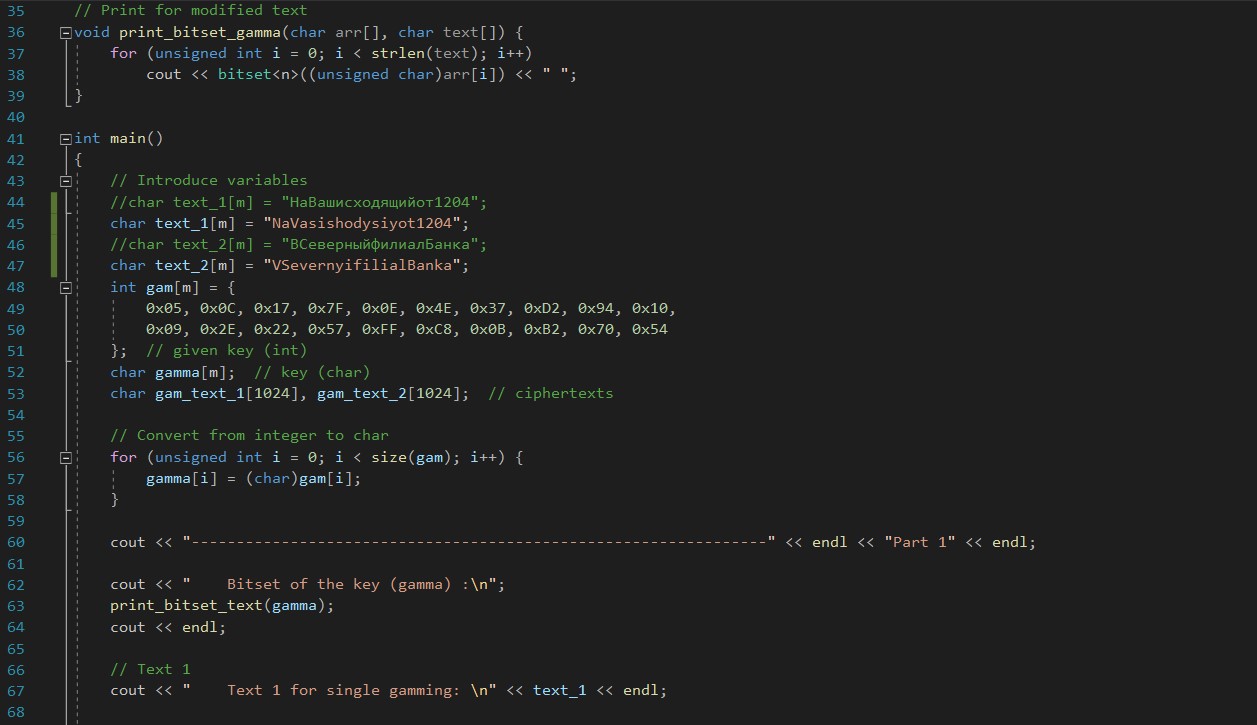 35 // Print for modified text
36 void print_bitset_gamma(char arr[], char text[]) {
37 for (unsigned int i = 0; i < strlen(text); i++)
38 cout << bitset<n>((unsigned char)arr[i]) << " ";
39 }
40
41 int main()
42 {
43 // Introduce variables
44 //char text_1[m] = "НаВашисходящийот1204";
45 char text_1[m] = "NaVasishodysiyot1204";
46 //char text_2[m] = "ВСеверныйфилиалБанка";
47 char text_2[m] = "VSevernyifilialBanka";
48 int gam[m] = {
49 0x05, 0x0C, 0x17, 0x7F, 0x0E, 0x4E, 0x37, 0xD2, 0x94, 0x10,
50 0x09, 0x2E, 0x22, 0x57, 0xFF, 0xC8, 0x0B, 0xB2, 0x70, 0x54
51 }; // given key (int)
52 char gamma[m]; // key (char)
53 char gam_text_1[1024], gam_text_2[1024]; // ciphertexts
54
55 // Convert from integer to char
56 for (unsigned int i = 0; i < size(gam); i++) {
57 gamma[i] = (char)gam[i];
58 }
59
60 cout << "----------------------------------------------------------------" << endl << "Part 1" << endl;
61
62 cout << "    Bitset of the key (gamma) :\n";
63 print_bitset_text(gamma);
64 cout << endl;
65
66 // Text 1
67 cout << "    Text 1 for single gamming: \n" << text_1 << endl;
68